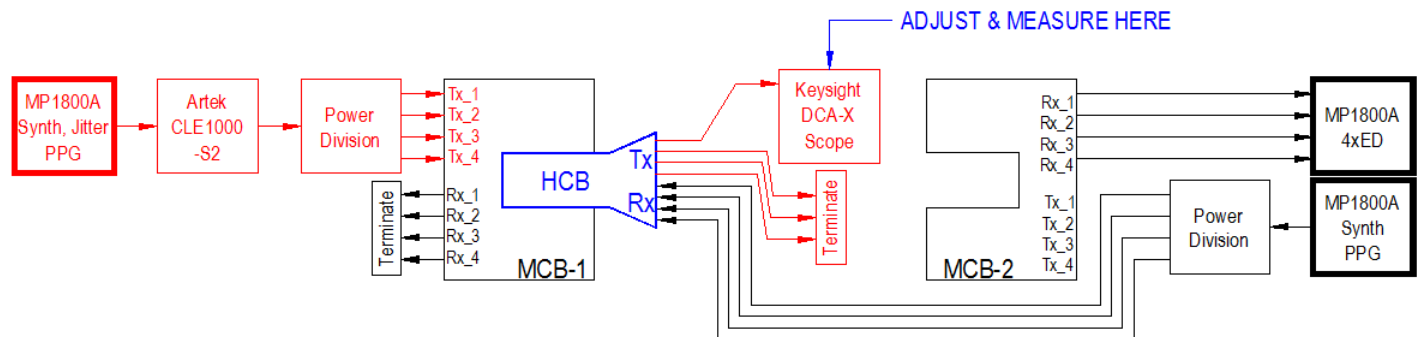 ADJUST & MEASURE HERE
MP1800A
Synth, Jitter
PPG
Artek
CLE1000
-S2
Power
Division
Tx_1
Tx_2
Tx_3
Tx_4
Terminate
Rx_1
Rx_2
Rx_3
Rx_4
MCB-1
HCB
Tx
Rx
Keysight
DCA-X
Scope
Terminate
Rx_1
Rx_2
Rx_3
Rx_4
Tx_1
Tx_2
Tx_3
Tx_4
MCB-2
Power
Division
MP1800A
4xED
MP1800A
Synth
PPG